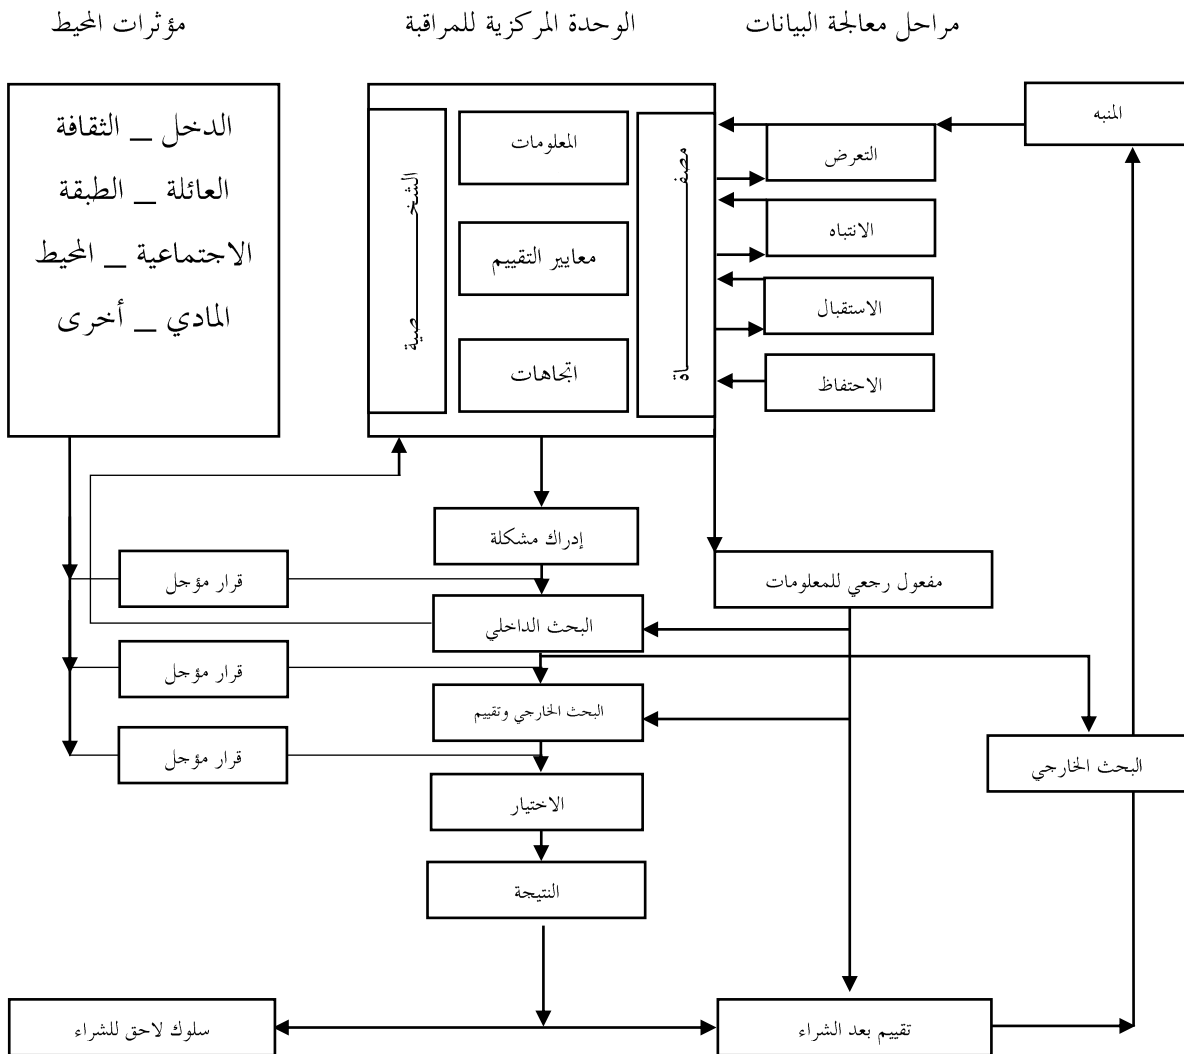 مراحل معالجة البيانات
الوحدة المركزية للمراقبة
مؤثرات المحيط
المنبه
التعرض
الانتباه
الاستقبال
الاحتفاظ
مصفــــــــاة
المعلومات
معايير التقييم
اتجاهات
الشخــــــــصية
الدخل _ الثقافة
العائلة _ الطبقة
الاجتماعية _ المحيط
المادي _ أخرى
إدراك مشكلة
مفعول رجعي للمعلومات
قرار مؤجل
البحث الداخلي
قرار مؤجل
البحث الخارجي وتقييم
قرار مؤجل
البحث الخارجي
الاختيار
النتيجة
تقييم بعد الشراء
سلوك لاحق للشراء